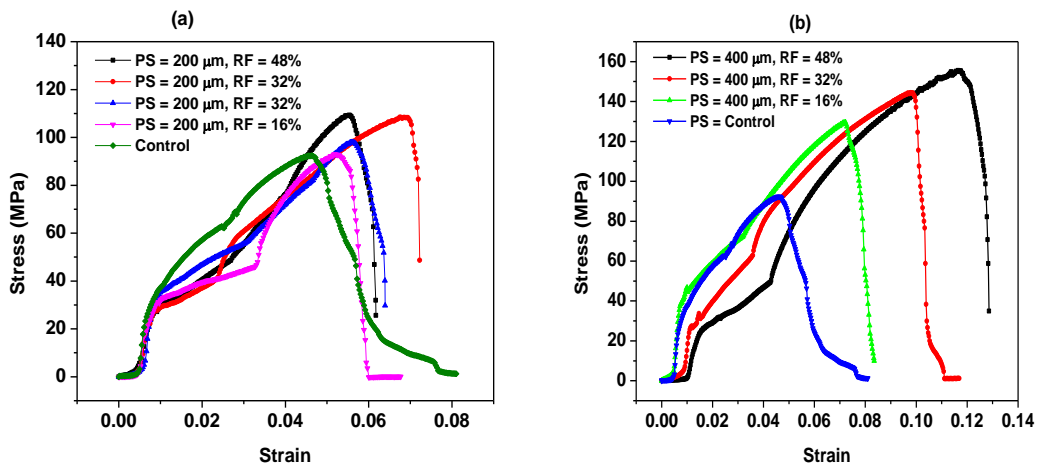 (a)
PS = 200 µm, RF = 48%
PS = 200 µm, RF = 32%
PS = 200 µm, RF = 32%
PS = 200 µm, RF = 16%
Control
140
120
100
80
60
40
20
0
Stress (MPa)
0.00 0.02 0.04 0.06 0.08
Strain
(b)
PS = 400 µm, RF = 48%
PS = 400 µm, RF = 32%
PS = 400 µm, RF = 16%
PS = Control
160
140
120
100
80
60
40
20
0
Stress (MPa)
0.00 0.02 0.04 0.06 0.08 0.10 0.12 0.14
Strain